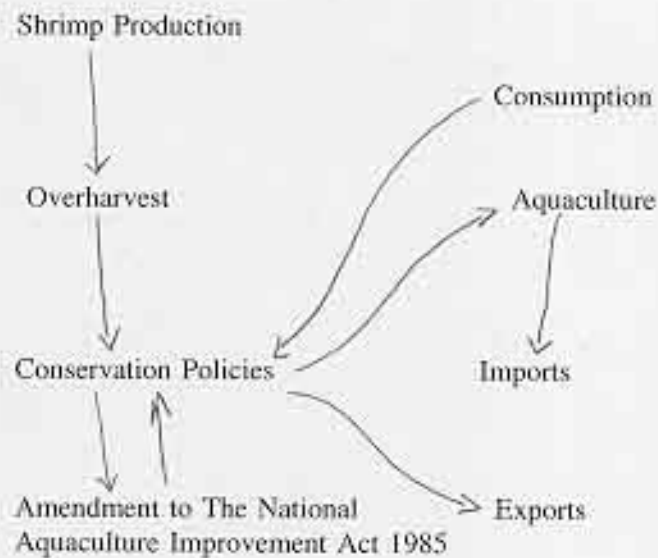 Shrimp Production
Consumption
Overharvest
Aquaculture
Conservation Policies
Imports
Amendment to The National
Aquaculture Improvement Act 1985
Exports